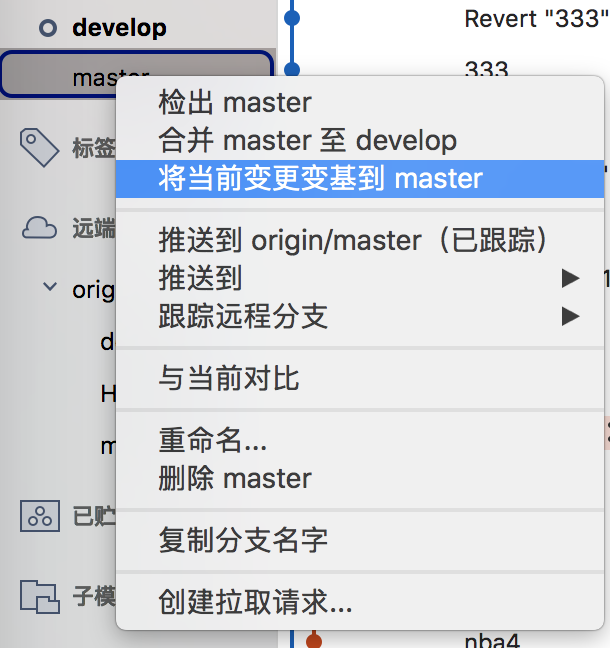 develop
Revert "333"
master
333
检出 master
合并 master 至 develop
标签
将当前变更变基到 master
远端
推送到 origin/master（已跟踪）
推送到
orig
跟踪远程分支
与当前对比
H
重命名...
删除 master
已贮
复制分支名字
子模
创建拉取请求...
nba4